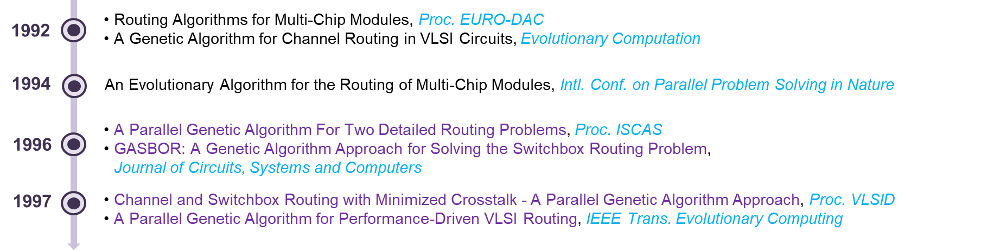 1992
• Routing Algorithms for Multi-Chip Modules, Proc. EURO-DAC
• A Genetic Algorithm for Channel Routing in VLSI Circuits, Evolutionary Computation
1994
An Evolutionary Algorithm for the Routing of Multi-Chip Modules, Intl. Conf. on Parallel Problem Solving in Nature
1996
• A Parallel Genetic Algorithm For Two Detailed Routing Problems, Proc. ISCAS
• GASBOR: A Genetic Algorithm Approach for Solving the Switchbox Routing Problem,
Journal of Circuits, Systems and Computers
1997
• Channel and Switchbox Routing with Minimized Crosstalk - A Parallel Genetic Algorithm Approach, Proc. VLSID
• A Parallel Genetic Algorithm for Performance-Driven VLSI Routing, IEEE Trans. Evolutionary Computing